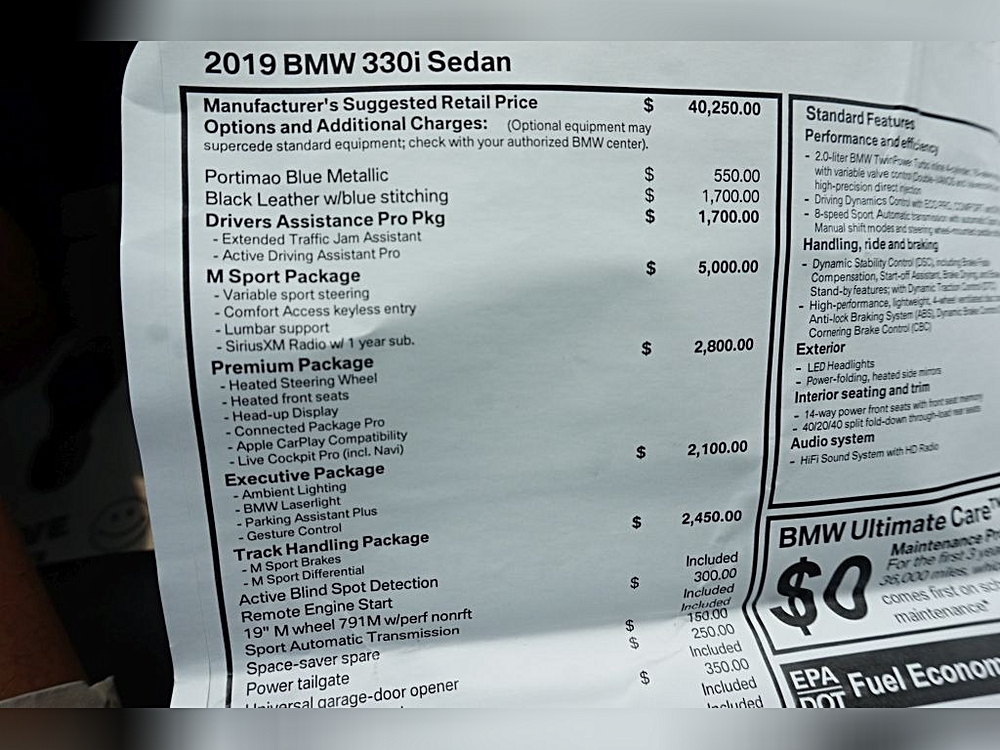 2019 BMW 330i Sedan
Manufacturer's Suggested Retail Price $ 40,250.00
Options and Additional Charges: (Optional equipment may
supercede standard equipment; check with your authorized BMW center).
Portimao Blue Metallic $ 550.00
Black Leather w/blue stitching $ 1,700.00
Drivers Assistance Pro Pkg $ 1,700.00
- Extended Traffic Jam Assistant
- Active Driving Assistant Pro
M Sport Package $ 5,000.00
- Variable sport steering
- Comfort Access keyless entry
- Lumbar support
- SiriusXM Radio w/ 1 year sub.
Premium Package $ 2,800.00
- Heated Steering Wheel
- Heated front seats
- Head-up Display
- Connected Package Pro
- Apple CarPlay Compatibility
- Live Cockpit Pro (incl. Navi)
Executive Package $ 2,100.00
- Ambient Lighting
- BMW Laserlight
- Parking Assistant Plus
- Gesture Control
Track Handling Package $ 2,450.00
- M Sport Brakes
- M Sport Differential
Active Blind Spot Detection Included
Remote Engine Start $ 300.00
19" M wheel 791M w/perf nonrft Included
Sport Automatic Transmission Included
Space-saver spare $ 150.00
Power tailgate $ 250.00
Universal garage-door opener Included
$ 350.00
Included
Included
Standard Features
Performance and efficiency
- 2.0-liter BMW TwinPower Turbo
with variable valve control
high-precision direct injection
- Driving Dynamics Control with ECO PRO, COMFORT
- 8-speed Sport Automatic transmission with
Manual shift modes and steering
Handling, ride and braking
- Dynamic Stability Control (DSC), including Brake
Compensation, Start-off Assistant, Brake Drying, and
Stand-by features; with Dynamic Traction Control
- High-performance, lightweight, 4-wheel ventilated
Anti-lock Braking System (ABS), Dynamic Brake
Cornering Brake Control (CBC)
Exterior
- LED Headlights
- Power-folding, heated side mirrors
Interior seating and trim
- 14-way power front seats with front seat memory
- 40/20/40 split fold-down through-load rear seats
Audio system
- HiFi Sound System with HD Radio
BMW Ultimate Care™
$0
Maintenance
For the first 3
36,000 miles,
comes first on
maintenance*
EPA
DOT
Fuel Econom